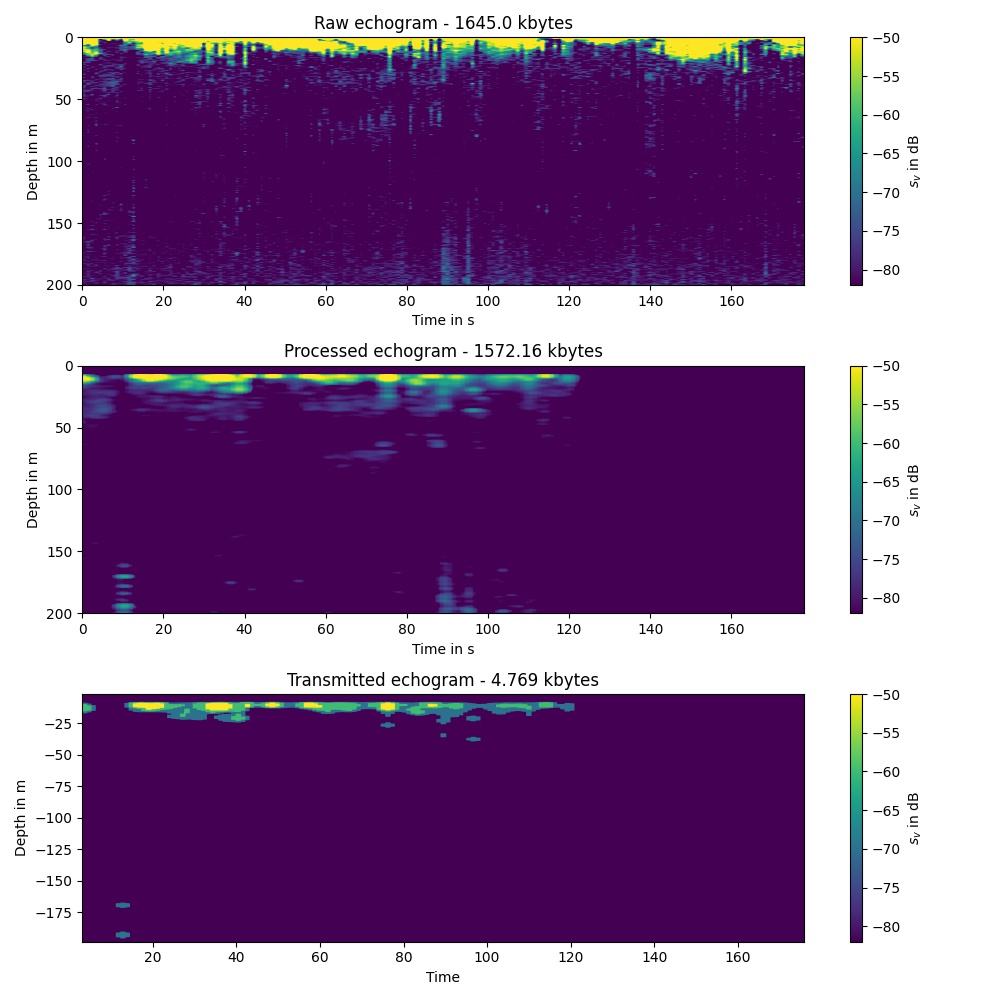 Raw echogram - 1645.0 kbytes
0
50
100
150
200
Depth in m
0 20 40 60 80 100 120 140 160
Time in s
−50
−55
−60
−65
−70
−75
−80
sv in dB
Processed echogram - 1572.16 kbytes
0
50
100
150
200
Depth in m
0 20 40 60 80 100 120 140 160
Time in s
−50
−55
−60
−65
−70
−75
−80
sv in dB
Transmitted echogram - 4.769 kbytes
−25
−50
−75
−100
−125
−150
−175
Depth in m
20 40 60 80 100 120 140 160
Time
−50
−55
−60
−65
−70
−75
−80
sv in dB